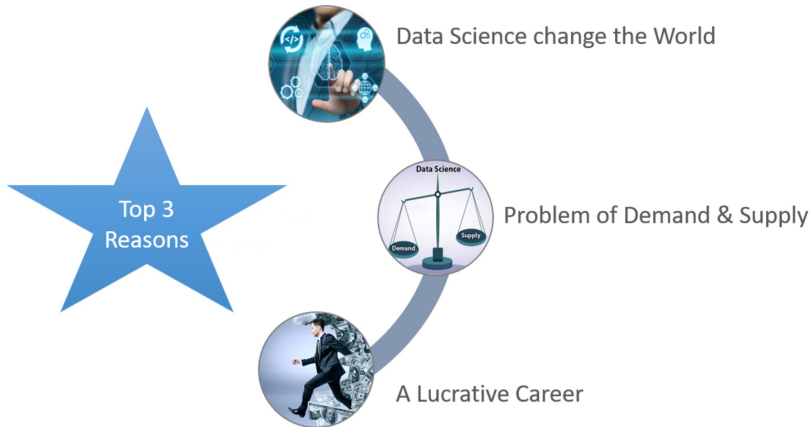 Data Science change the World
Top 3
Reasons
Data Science
Demand
Supply
Problem of Demand & Supply
A Lucrative Career